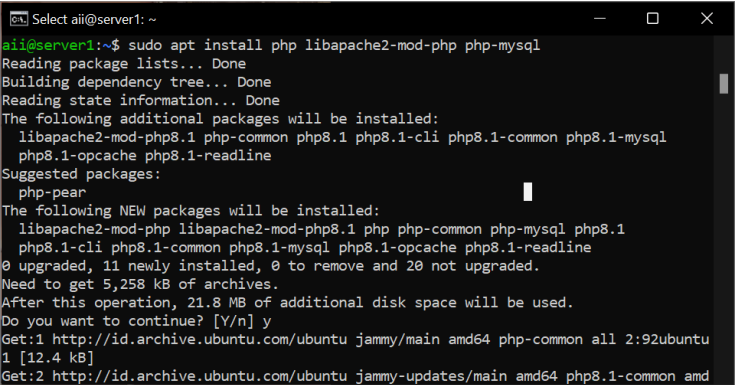 Select aii@server1: ~
aii@server1:~$ sudo apt install php libapache2-mod-php php-mysql
Reading package lists... Done
Building dependency tree... Done
Reading state information... Done
The following additional packages will be installed:
  libapache2-mod-php8.1 php-common php8.1 php8.1-cli php8.1-common php8.1-mysql
  php8.1-opcache php8.1-readline
Suggested packages:
  php-pear
The following NEW packages will be installed:
  libapache2-mod-php libapache2-mod-php8.1 php php-common php-mysql php8.1
  php8.1-cli php8.1-common php8.1-mysql php8.1-opcache php8.1-readline
0 upgraded, 11 newly installed, 0 to remove and 20 not upgraded.
Need to get 5,258 kB of archives.
After this operation, 21.8 MB of additional disk space will be used.
Do you want to continue? [Y/n] y
Get:1 http://id.archive.ubuntu.com/ubuntu jammy/main amd64 php-common all 2:92ubuntu
1 [12.4 kB]
Get:2 http://id.archive.ubuntu.com/ubuntu jammy-updates/main amd64 php8.1-common amd